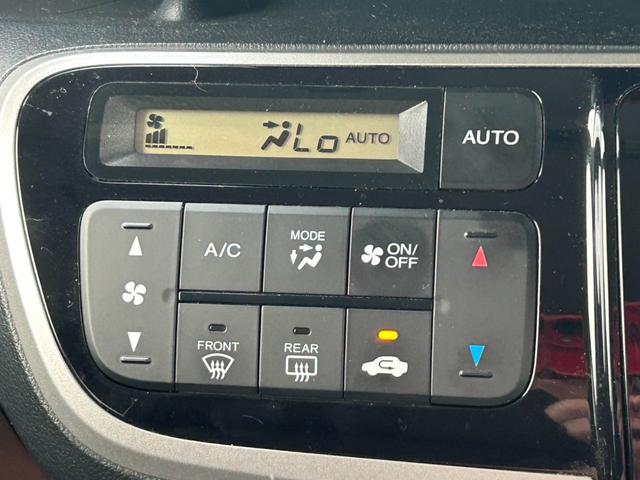 Lo AUTO
AUTO
A/C
MODE
ON/
OFF
FRONT
REAR